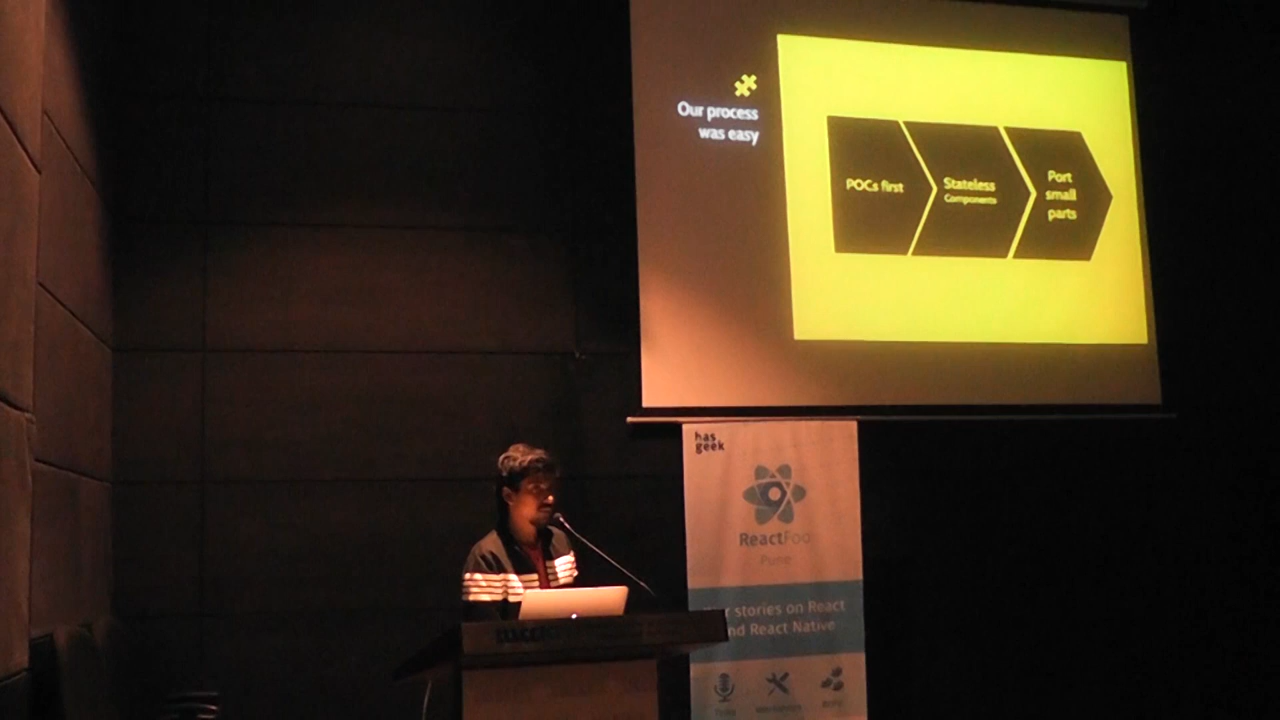 Our process
was easy
POCs first
Stateless
Components
Port
small
parts
has
geek
ReactFoo
Pune
stories on React
and React Native